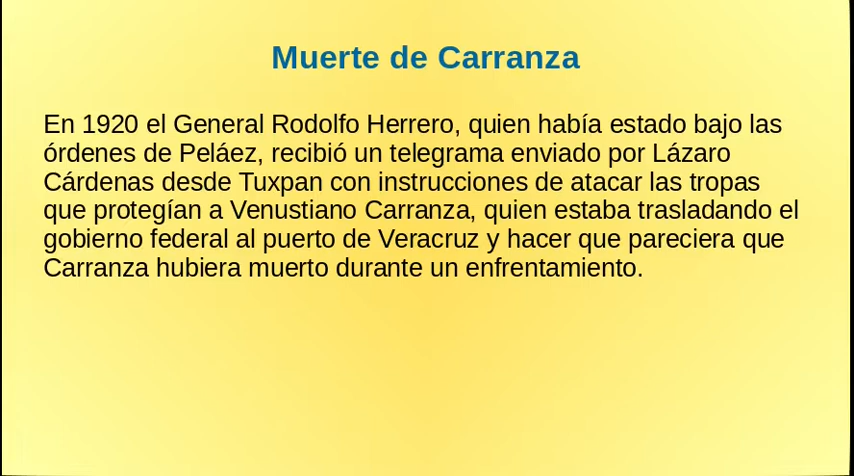 Muerte de Carranza
En 1920 el General Rodolfo Herrero, quien había estado bajo las
órdenes de Peláez, recibió un telegrama enviado por Lázaro
Cárdenas desde Tuxpan con instrucciones de atacar las tropas
que protegían a Venustiano Carranza, quien estaba trasladando el
gobierno federal al puerto de Veracruz y hacer que pareciera que
Carranza hubiera muerto durante un enfrentamiento.